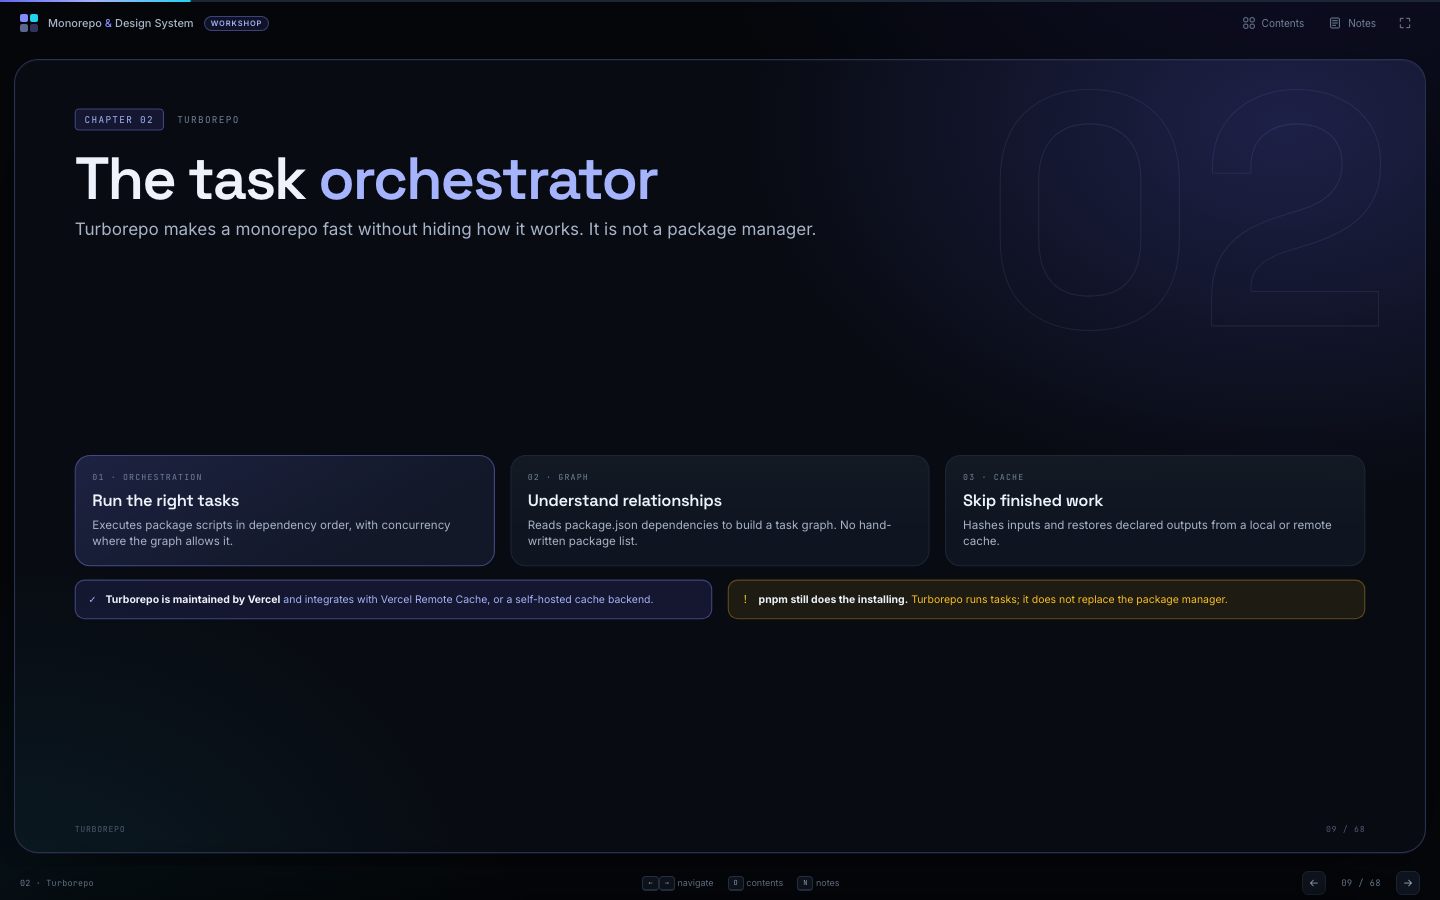 Monorepo & Design System WORKSHOP
Contents Notes
CHAPTER 02 TURBOREPO
02
The task orchestrator
Turborepo makes a monorepo fast without hiding how it works. It is not a package manager.
01 · ORCHESTRATION
Run the right tasks
Executes package scripts in dependency order, with concurrency
where the graph allows it.
02 · GRAPH
Understand relationships
Reads package.json dependencies to build a task graph. No hand-
written package list.
03 · CACHE
Skip finished work
Hashes inputs and restores declared outputs from a local or remote
cache.
✓ Turborepo is maintained by Vercel and integrates with Vercel Remote Cache, or a self-hosted cache backend.
! pnpm still does the installing. Turborepo runs tasks; it does not replace the package manager.
TURBOREPO
09 / 68
02 · Turborepo
← → navigate O contents N notes
← 09 / 68 →